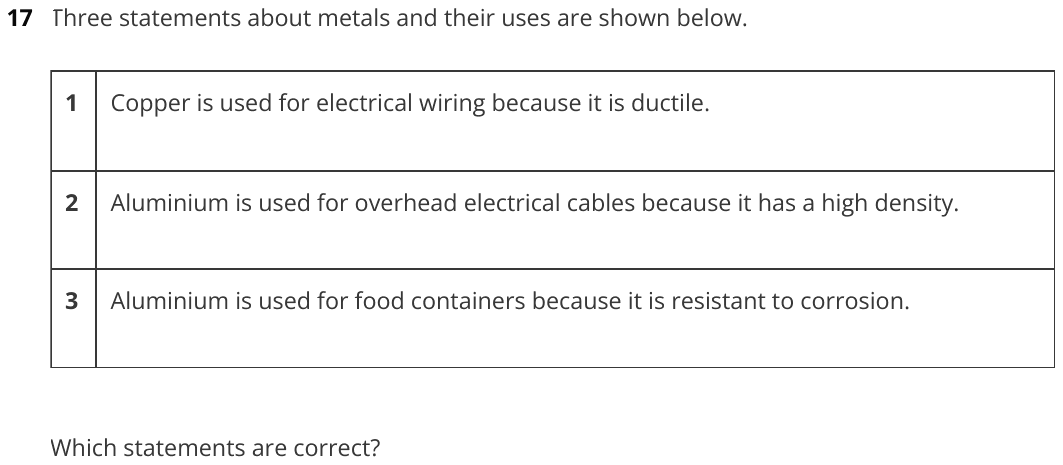 17 Three statements about metals and their uses are shown below.
1 Copper is used for electrical wiring because it is ductile.
2 Aluminium is used for overhead electrical cables because it has a high density.
3 Aluminium is used for food containers because it is resistant to corrosion.
Which statements are correct?